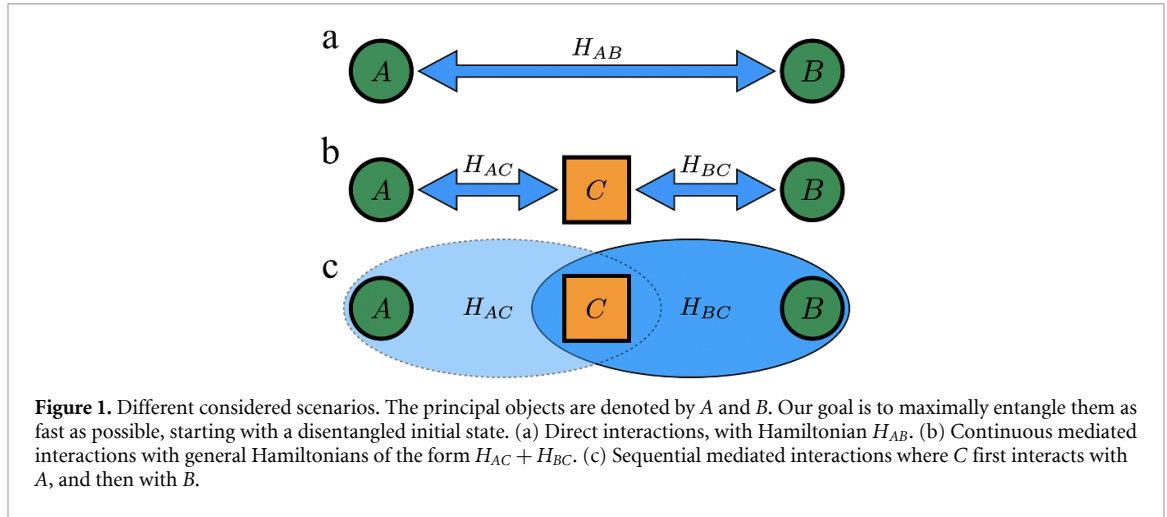 a
A H_{AB} B
b
A H_{AC} C H_{BC} B
c
A H_{AC} C H_{BC} B
Figure 1. Different considered scenarios. The principal objects are denoted by A and B. Our goal is to maximally entangle them as
fast as possible, starting with a disentangled initial state. (a) Direct interactions, with Hamiltonian H_{AB}. (b) Continuous mediated
interactions with general Hamiltonians of the form H_{AC} + H_{BC}. (c) Sequential mediated interactions where C first interacts with
A, and then with B.